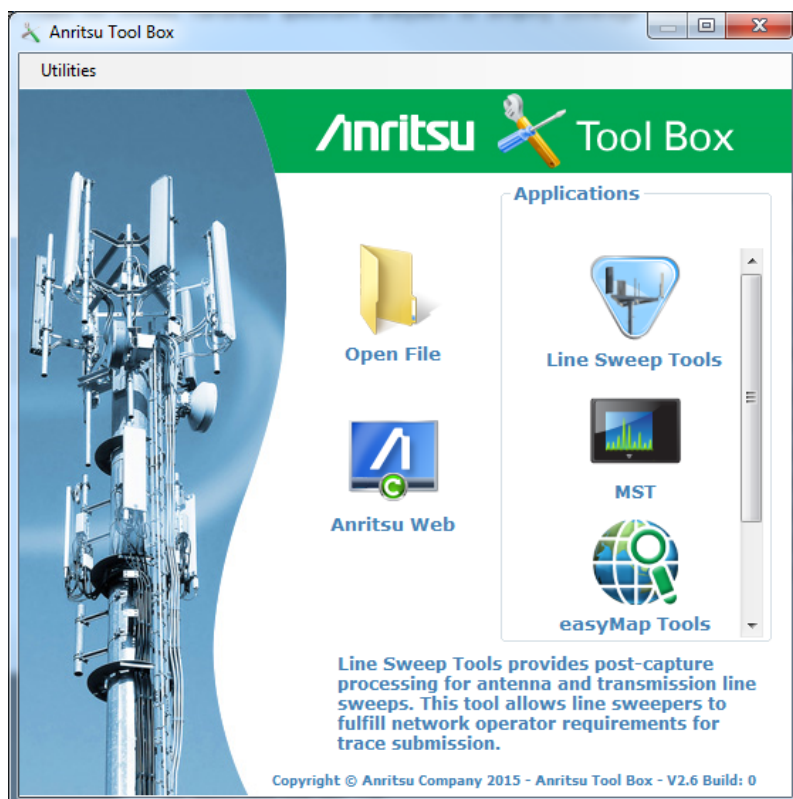 Anritsu Tool Box
Utilities
Anritsu Tool Box
Applications
Open File
Line Sweep Tools
Anritsu Web
MST
easyMap Tools
Line Sweep Tools provides post-capture
processing for antenna and transmission line
sweeps. This tool allows line sweepers to
fulfill network operator requirements for
trace submission.
Copyright © Anritsu Company 2015 - Anritsu Tool Box - V2.6 Build: 0